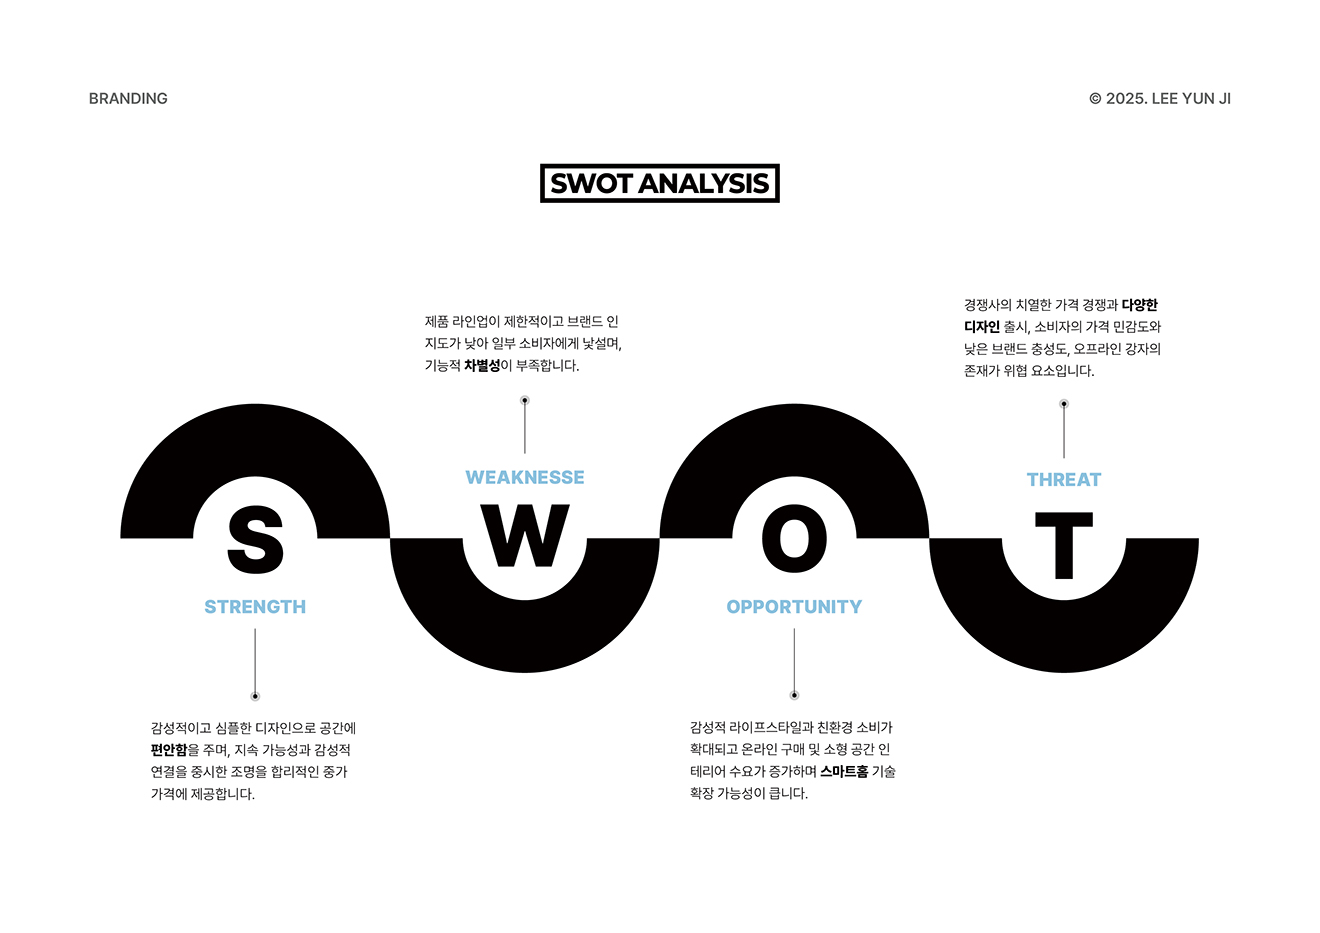 BRANDING
© 2025. LEE YUN JI
SWOT ANALYSIS
S
STRENGTH
감성적이고 심플한 디자인으로 공간에
편안함을 주며, 지속 가능성과 감성적
연결을 중시한 조명을 합리적인 중가
가격에 제공합니다.
제품 라인업이 제한적이고 브랜드 인
지도가 낮아 일부 소비자에게 낯설며,
기능적 차별성이 부족합니다.
WEAKNESSE
W
O
OPPORTUNITY
감성적 라이프스타일과 친환경 소비가
확대되고 온라인 구매 및 소형 공간 인
테리어 수요가 증가하며 스마트홈 기술
확장 가능성이 큽니다.
경쟁사의 치열한 가격 경쟁과 다양한
디자인 출시, 소비자의 가격 민감도와
낮은 브랜드 충성도, 오프라인 강자의
존재가 위협 요소입니다.
THREAT
T